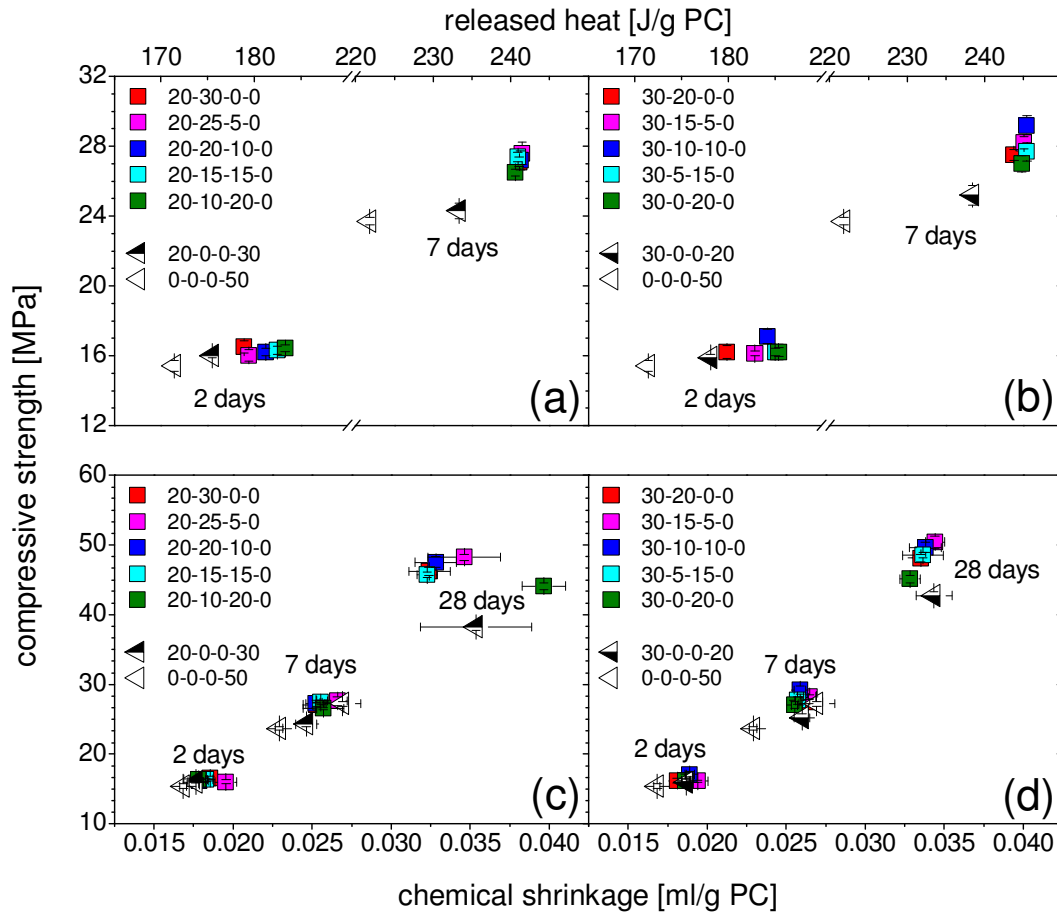 released heat [J/g PC]
170 180 220 230 240
170 180 220 230 240
32
28
24
20
16
12
20-30-0-0
20-25-5-0
20-20-10-0
20-15-15-0
20-10-20-0
20-0-0-30
0-0-0-50
7 days
2 days
(a)
30-20-0-0
30-15-5-0
30-10-10-0
30-5-15-0
30-0-20-0
30-0-0-20
0-0-0-50
7 days
2 days
(b)
compressive strength [MPa]
60
50
40
30
20
10
20-30-0-0
20-25-5-0
20-20-10-0
20-15-15-0
20-10-20-0
20-0-0-30
0-0-0-50
28 days
7 days
2 days
(c)
30-20-0-0
30-15-5-0
30-10-10-0
30-5-15-0
30-0-20-0
30-0-0-20
0-0-0-50
28 days
7 days
2 days
(d)
0.015 0.020 0.025 0.030 0.035 0.040
0.015 0.020 0.025 0.030 0.035 0.040
chemical shrinkage [ml/g PC]